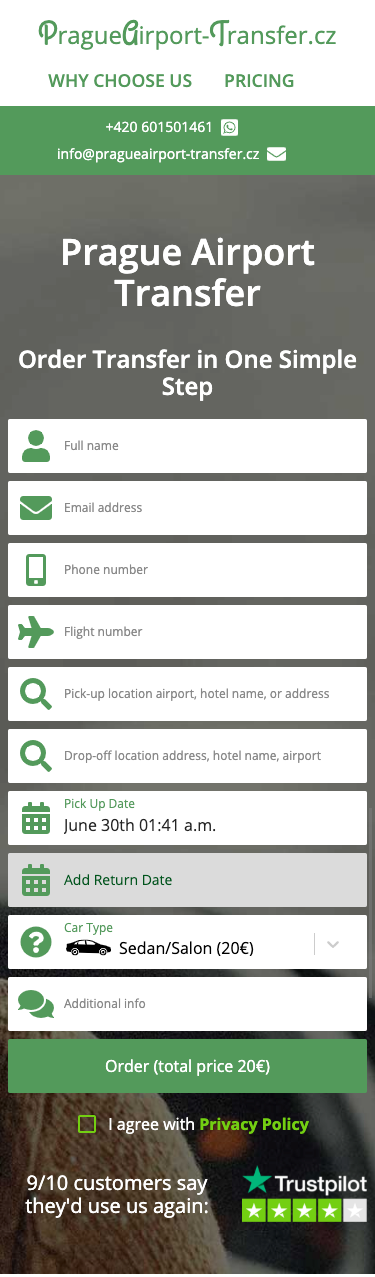 PragueAirport-Transfer.cz
WHY CHOOSE US PRICING
+420 601501461
info@pragueairport-transfer.cz
Prague Airport
Transfer
Order Transfer in One Simple
Step
Full name
Email address
Phone number
Flight number
Pick-up location airport, hotel name, or address
Drop-off location address, hotel name, airport
Pick Up Date
June 30th 01:41 a.m.
Add Return Date
Car Type
Sedan/Salon (20€)
Additional info
Order (total price 20€)
I agree with Privacy Policy
9/10 customers say
they'd use us again:
Trustpilot